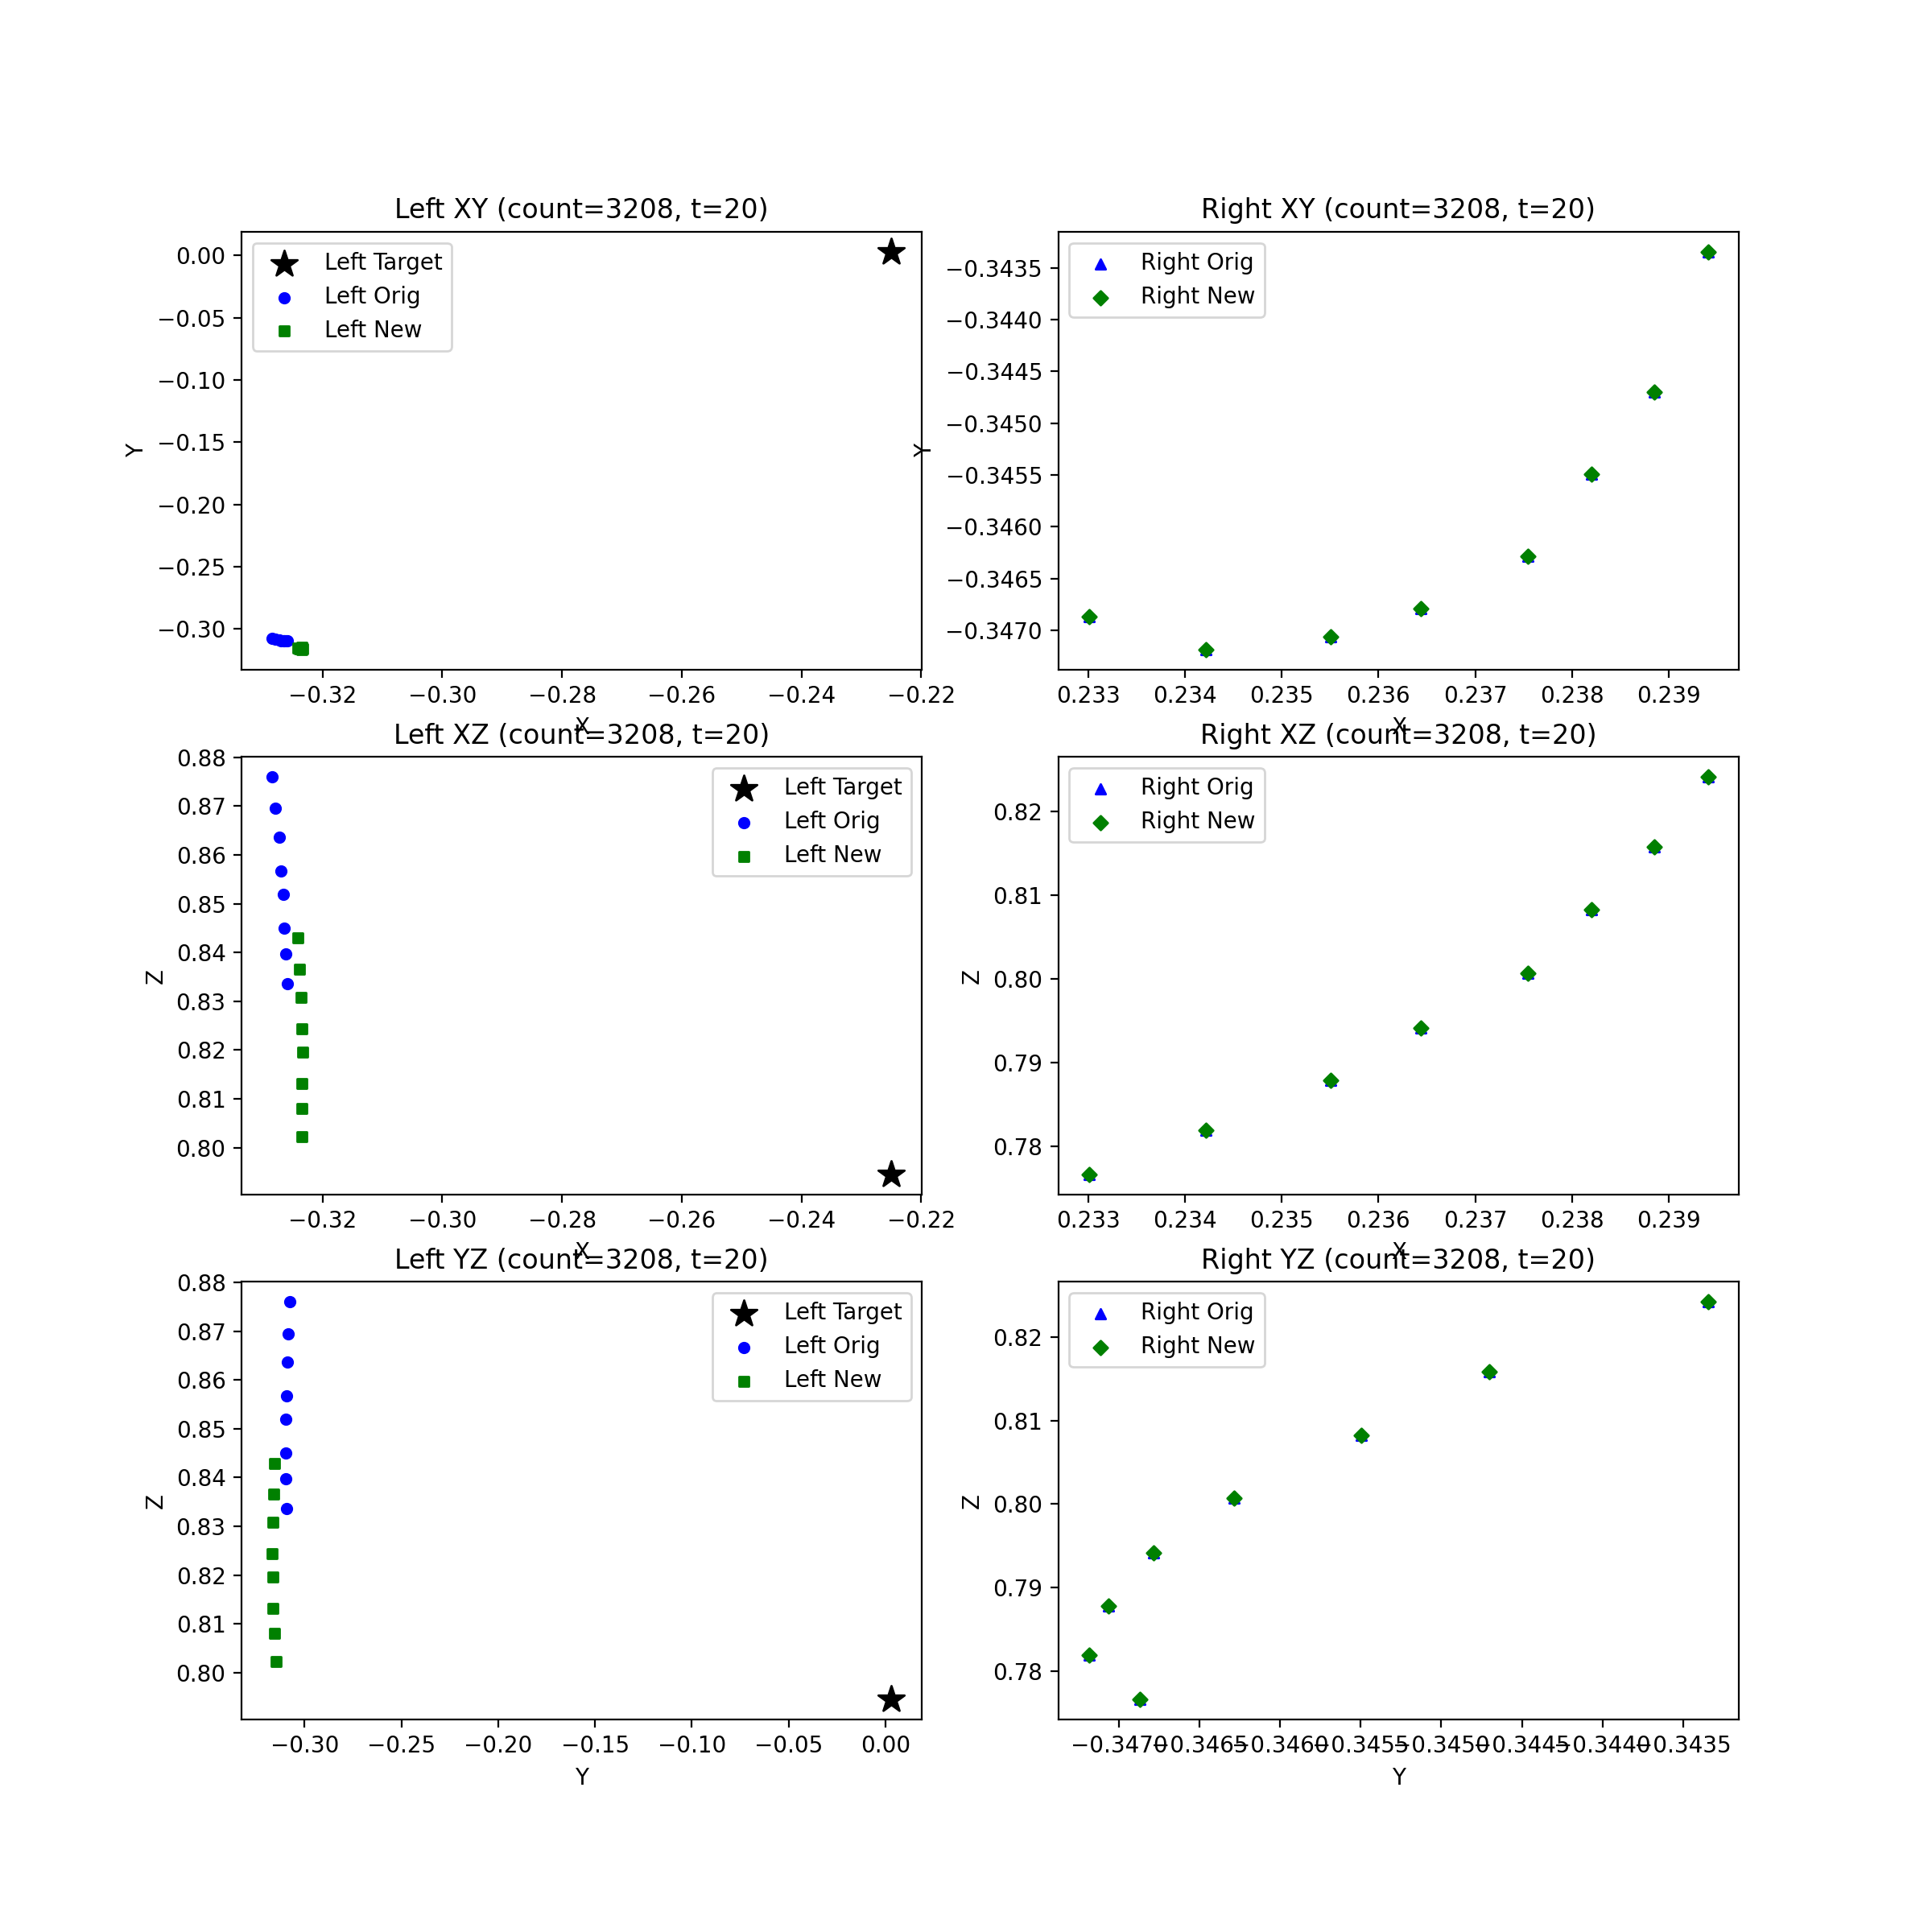 Left XY (count=3208, t=20)
Left Target
Left Orig
Left New
0.00
−0.05
−0.10
−0.15
−0.20
−0.25
−0.30
Y
−0.32 −0.30 −0.28 −0.26 −0.24 −0.22
X
Right XY (count=3208, t=20)
Right Orig
Right New
−0.3435
−0.3440
−0.3445
−0.3450
−0.3455
−0.3460
−0.3465
−0.3470
Y
0.233 0.234 0.235 0.236 0.237 0.238 0.239
X
Left XZ (count=3208, t=20)
Left Target
Left Orig
Left New
0.88
0.87
0.86
0.85
0.84
0.83
0.82
0.81
0.80
Z
−0.32 −0.30 −0.28 −0.26 −0.24 −0.22
X
Right XZ (count=3208, t=20)
Right Orig
Right New
0.82
0.81
0.80
0.79
0.78
Z
0.233 0.234 0.235 0.236 0.237 0.238 0.239
X
Left YZ (count=3208, t=20)
Left Target
Left Orig
Left New
0.88
0.87
0.86
0.85
0.84
0.83
0.82
0.81
0.80
Z
−0.30 −0.25 −0.20 −0.15 −0.10 −0.05 0.00
Y
Right YZ (count=3208, t=20)
Right Orig
Right New
0.82
0.81
0.80
0.79
0.78
Z
−0.3470 −0.3465 −0.3460 −0.3455 −0.3450 −0.3445 −0.3440 −0.3435
Y